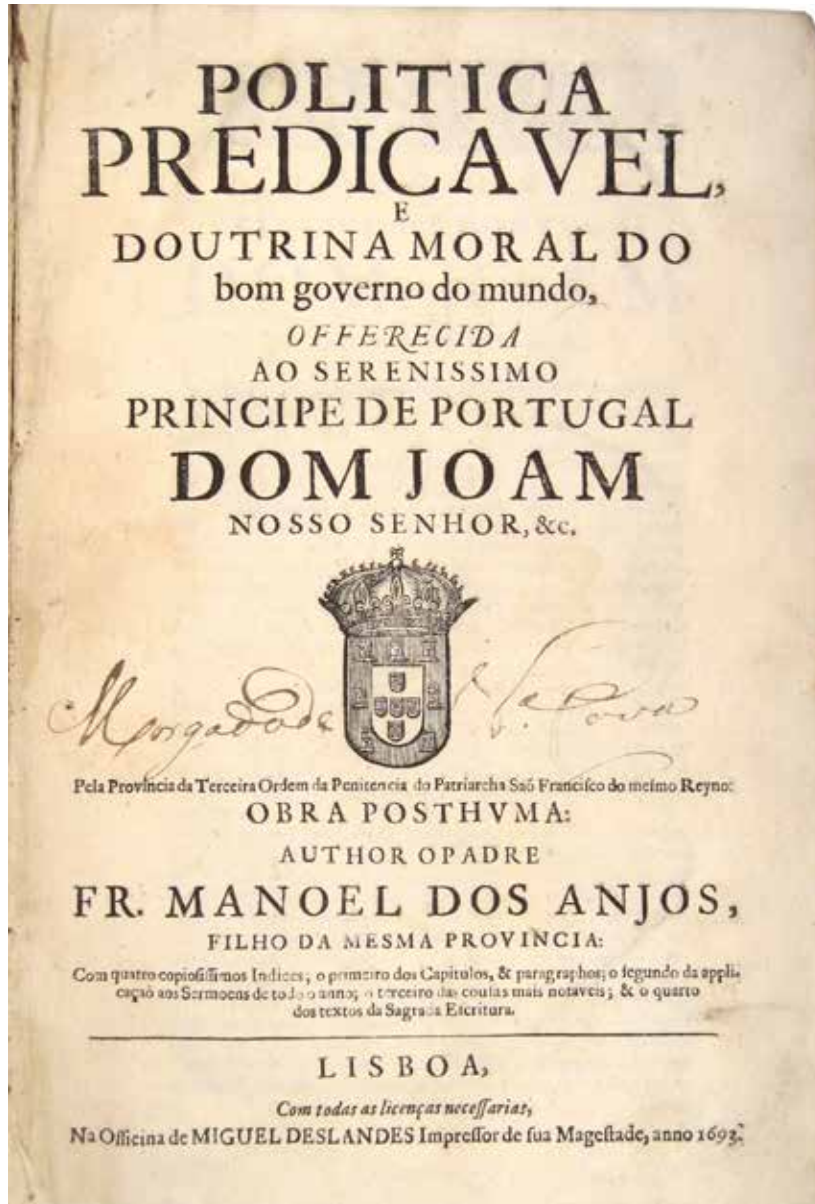 POLITICA
PREDICAVEL,
E
DOUTRINA MORAL DO
bom governo do mundo,
OFFERECIDA
AO SERENISSIMO
PRINCIPE DE PORTUGAL
DOM JOAM
NOSSO SENHOR, &c.
Morgado de Va Cova
Pela Provincia da Terceira Ordem da Penitencia do Patriarcha Saõ Franciſco do meſmo Reyno:
OBRA POSTHVMA:
AUTHOR O PADRE
FR. MANOEL DOS ANJOS,
FILHO DA MESMA PROVINCIA:
Com quatro copioſiſſimos Indices; o primeiro dos Capitulos, & paragraphos; o ſegundo da appli-
caçaõ aos Sermoens de todo o anno; o terceiro das couſas mais notaveis; & o quarto
dos textos da Sagrada Eſcritura.
LISBOA,
Com todas as licenças neceſſarias,
Na Officina de MIGUEL DESLANDES Impreſſor de ſua Mageſtade, anno 1693.